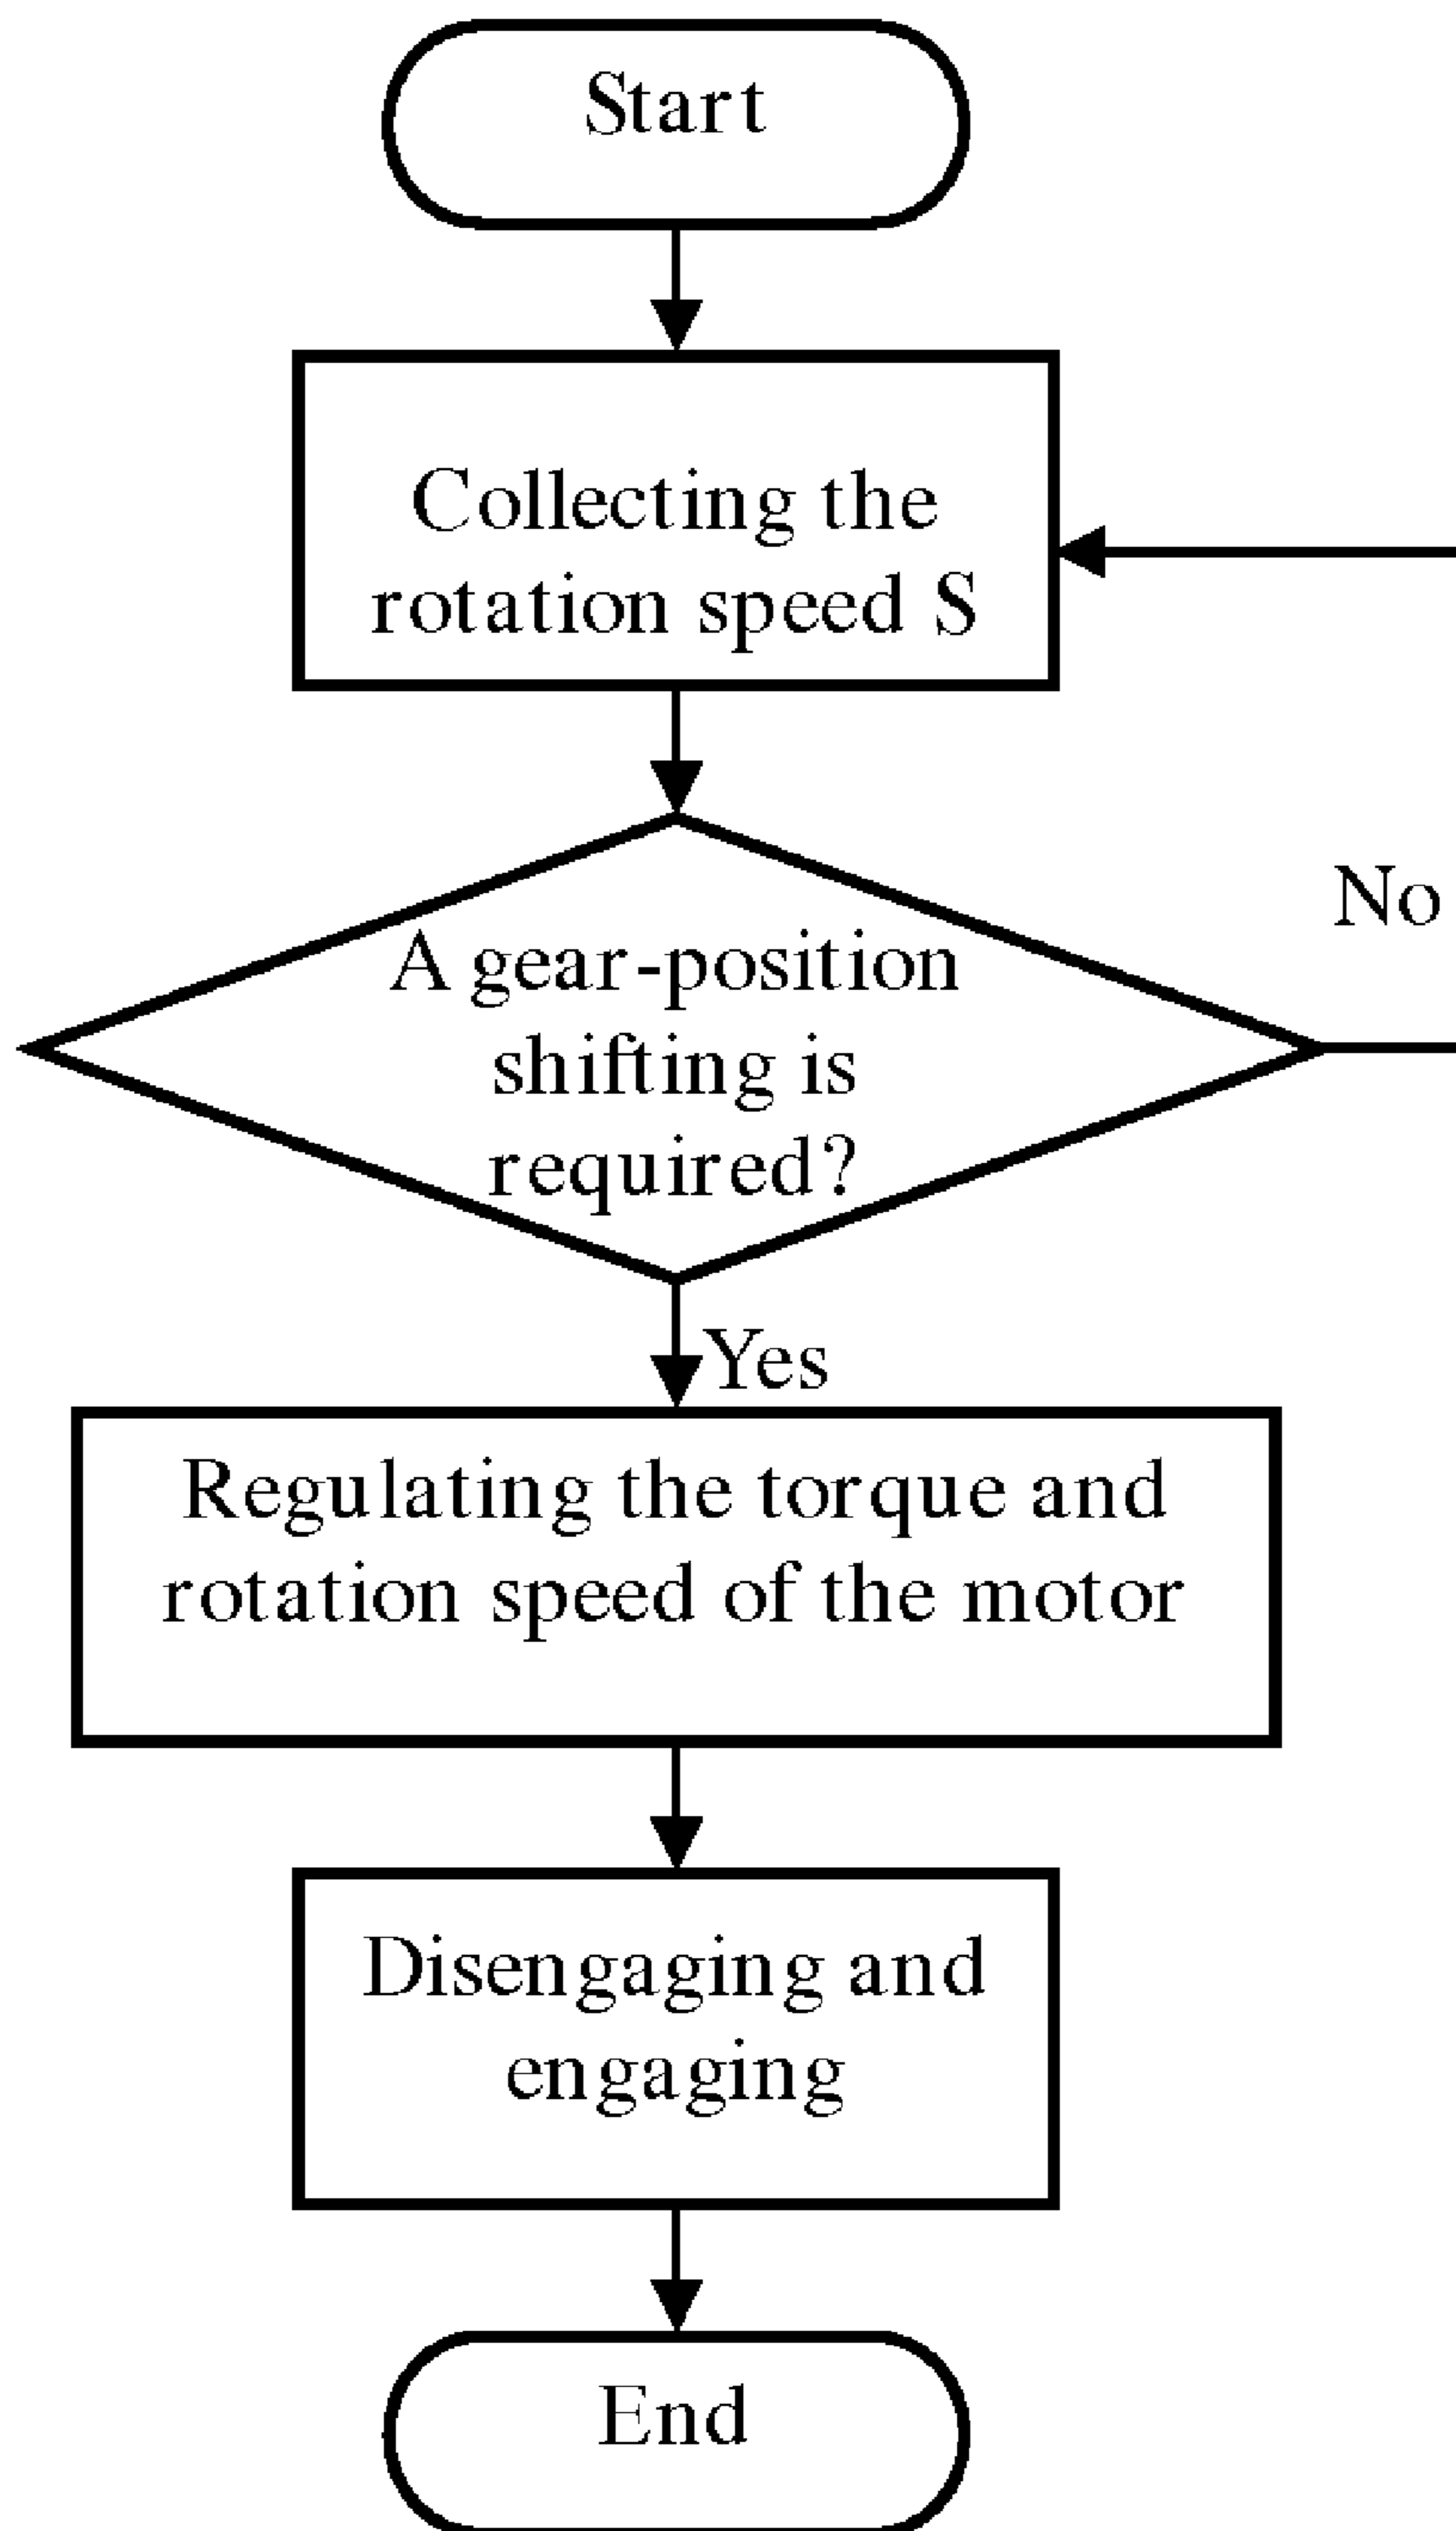 Start
Collecting the
rotation speed S
No
A gear-position
shifting is
required?
Yes
Regulating the torque and
rotation speed of the motor
Disengaging and
engaging
End